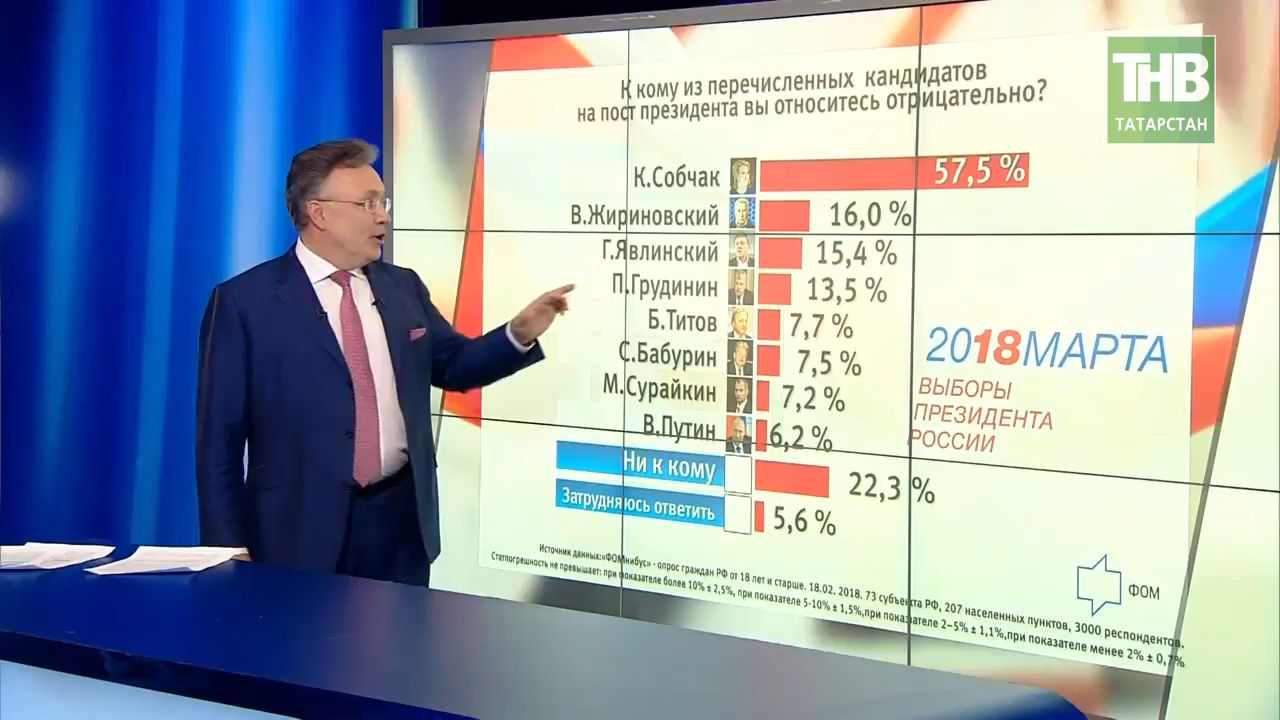 ТНВ
ТАТАРСТАН
К кому из перечисленных кандидатов
на пост президента вы относитесь отрицательно?
К.Собчак 57,5 %
В.Жириновский 16,0 %
Г.Явлинский 15,4 %
П.Грудинин 13,5 %
Б.Титов 7,7 %
С.Бабурин 7,5 %
М.Сурайкин 7,2 %
В.Путин 6,2 %
Ни к кому 22,3 %
Затрудняюсь ответить 5,6 %
2018МАРТА
ВЫБОРЫ
ПРЕЗИДЕНТА
РОССИИ
ФОМ
Источник данных:«ФОМнибус» - опрос граждан РФ от 18 лет и старше. 18.02. 2018. 73 субъекта РФ, 207 населенных пунктов, 3000 респондентов.
Статпогрешность не превышает: при показателе более 10% ± 2,5%, при показателе 5-10% ± 1,5%,при показателе 2–5% ± 1,1%,при показателе менее 2% ± 0,7%